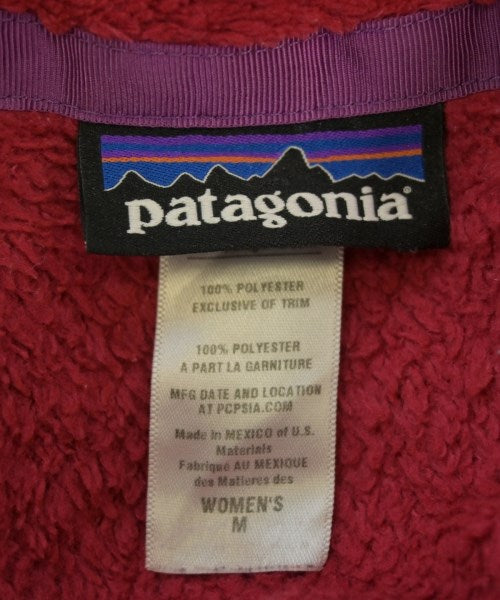 patagonia®
100% POLYESTER
EXCLUSIVE OF TRIM
100% POLYESTER
A PART LA GARNITURE
MFG DATE AND LOCATION
AT PCPSIA.COM
Made in MEXICO of U.S.
Materials
Fabriqué AU MEXIQUE
des Matieres des
WOMEN'S
M